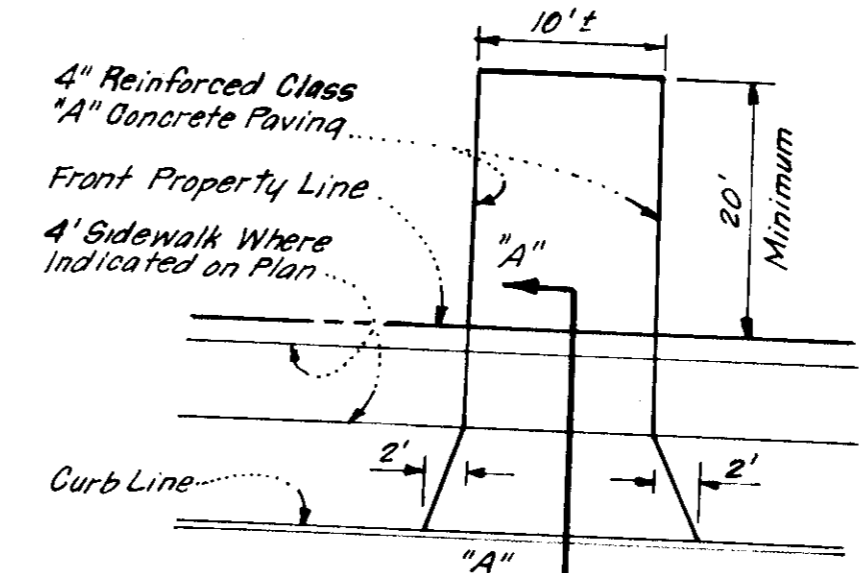 10' ±
4" Reinforced Class
"A" Concrete Paving
Front Property Line
4' Sidewalk Where
Indicated on Plan
20'
Minimum
"A"
2'
2'
Curb Line
"A"